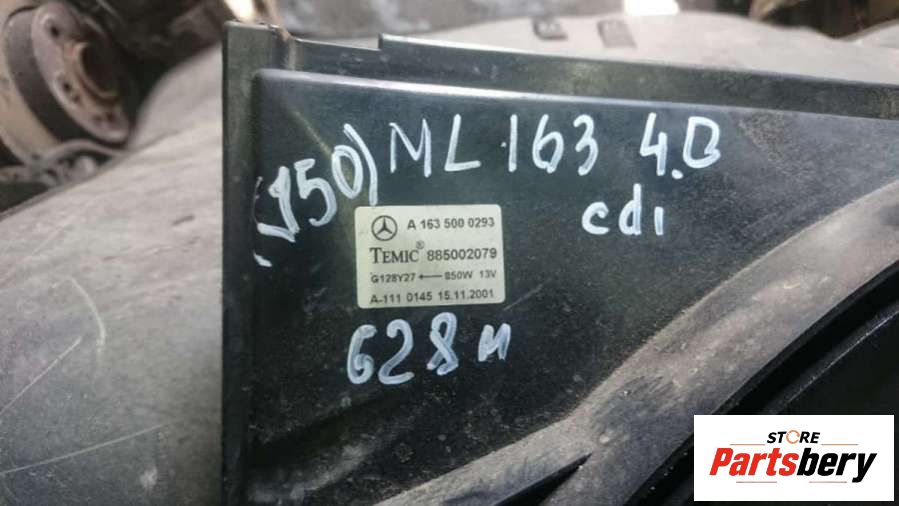 (150) ML 163 4.0
cdi
A 163 500 0293
TEMIC® 885002079
G128Y27 ← 850W 13V
A-111 0145 15.11.2001
628 м
STORE
Partsbery